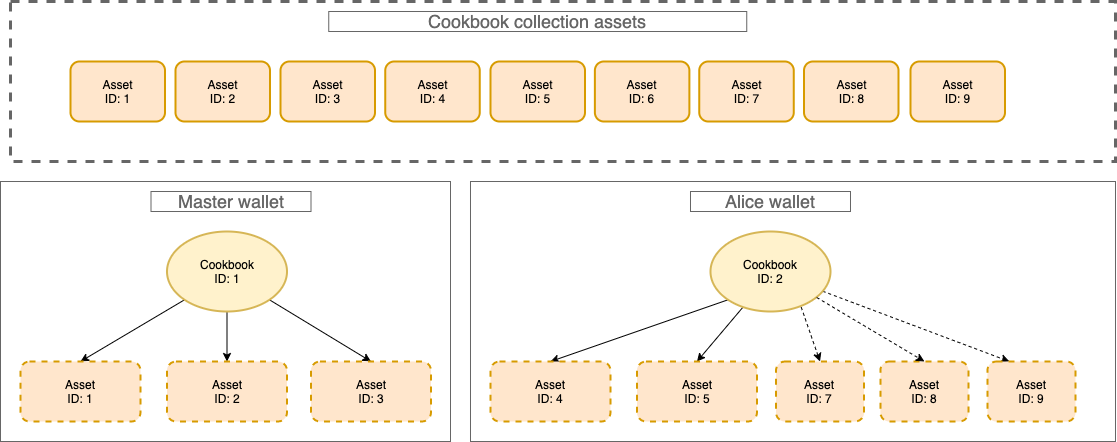 Cookbook collection assets
Asset
ID: 1
Asset
ID: 2
Asset
ID: 3
Asset
ID: 4
Asset
ID: 5
Asset
ID: 6
Asset
ID: 7
Asset
ID: 8
Asset
ID: 9
Master wallet
Cookbook
ID: 1
Asset
ID: 1
Asset
ID: 2
Asset
ID: 3
Alice wallet
Cookbook
ID: 2
Asset
ID: 4
Asset
ID: 5
Asset
ID: 7
Asset
ID: 8
Asset
ID: 9